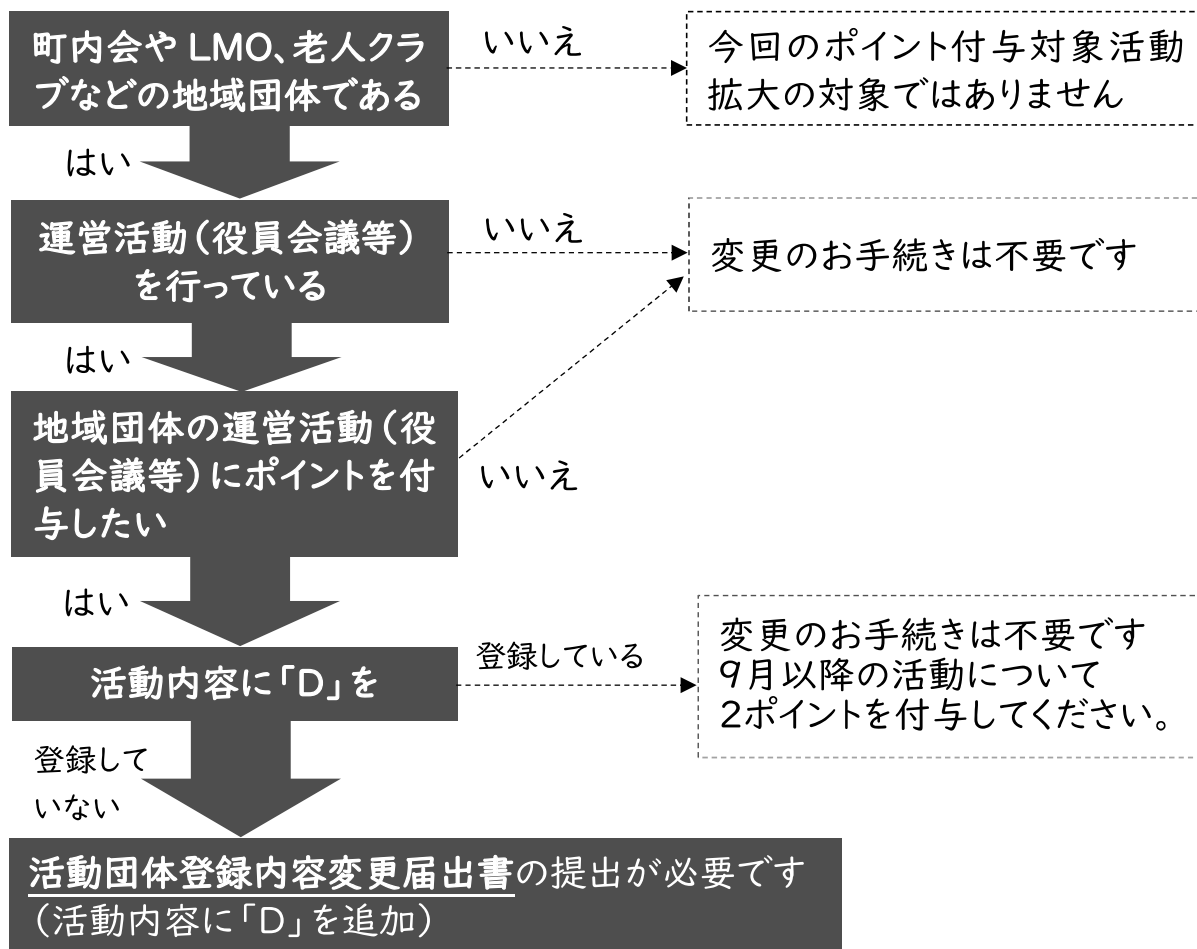 町内会やLMO、老人クラ
ブなどの地域団体である
いいえ
今回のポイント付与対象活動
拡大の対象ではありません
はい
運営活動（役員会議等）
を行っている
いいえ
変更のお手続きは不要です
はい
地域団体の運営活動（役
員会議等）にポイントを付
与したい
いいえ
はい
活動内容に「D」を
登録している
変更のお手続きは不要です
9月以降の活動について
2ポイントを付与してください。
登録して
いない
活動団体登録内容変更届出書の提出が必要です
（活動内容に「D」を追加）